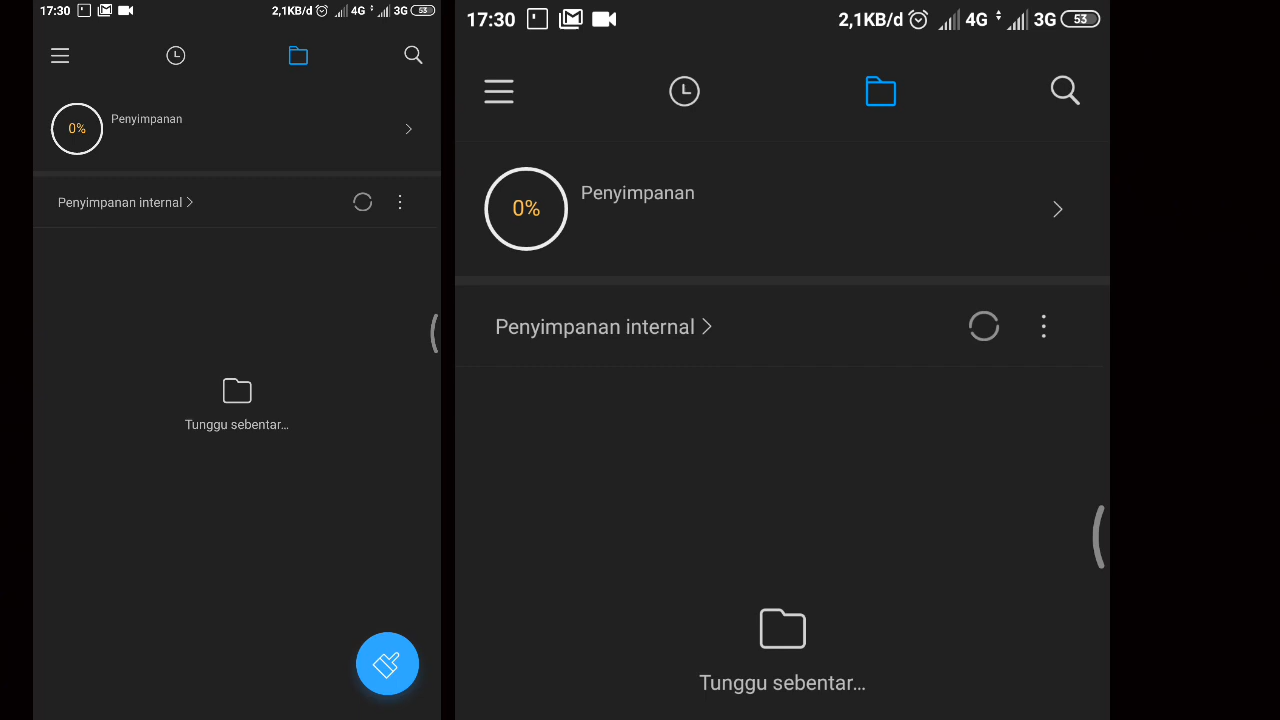 17:30 2,1KB/d 4G 3G 53
0% Penyimpanan
Penyimpanan internal
Tunggu sebentar...
17:30 2,1KB/d 4G 3G 53
0% Penyimpanan
Penyimpanan internal
Tunggu sebentar...